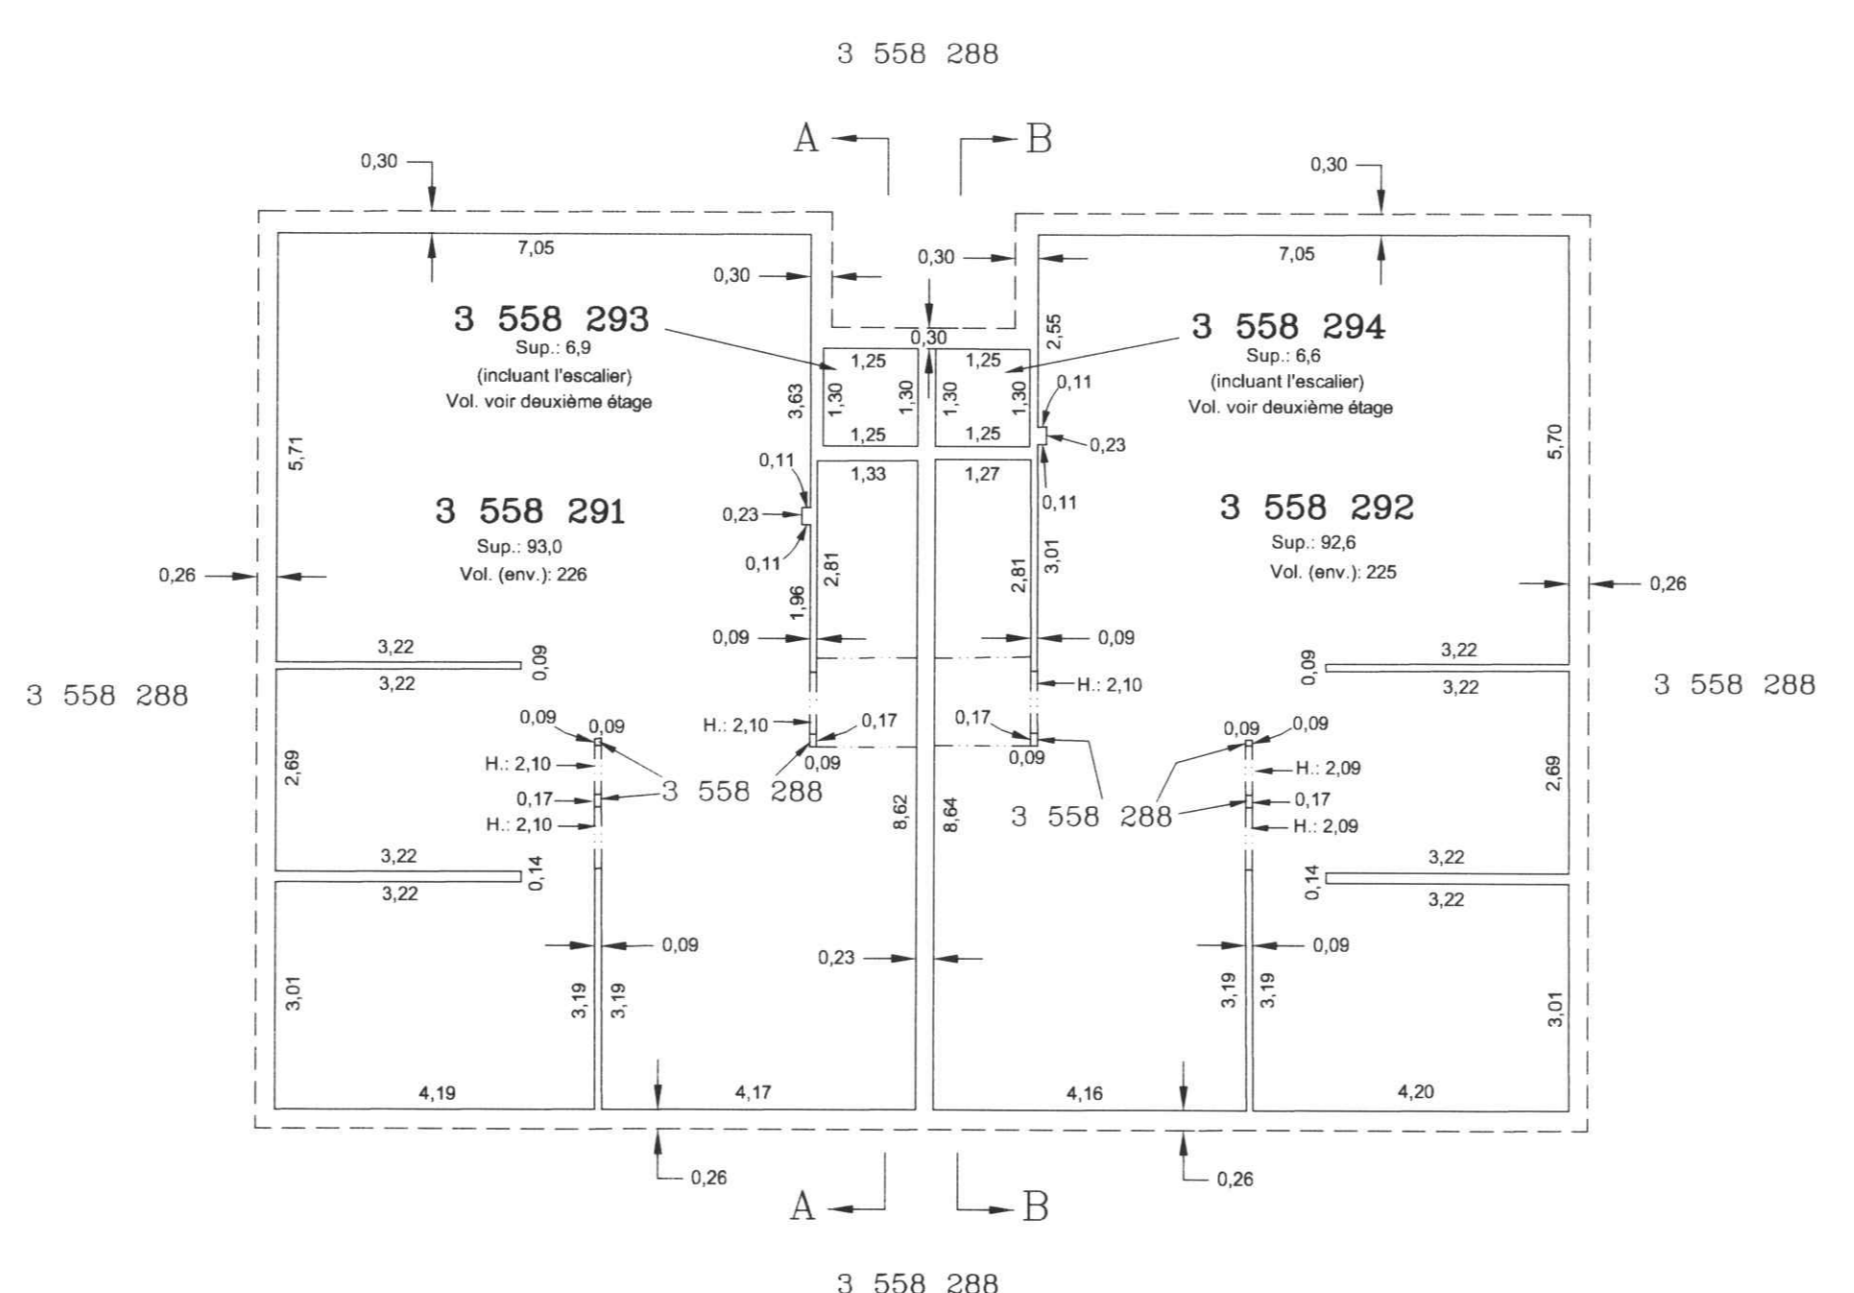 3 558 288
A B
0,30
0,30
7,05
0,30
0,30
7,05
3 558 293
Sup.: 6,9
(incluant l'escalier)
Vol. voir deuxième étage
0,30
3 558 294
Sup.: 6,6
(incluant l'escalier)
Vol. voir deuxième étage
2,55
1,25
1,25
3,63
1,30
1,30
1,30
1,30
0,11
0,23
0,11
1,25
1,25
5,71
5,70
0,11
0,23
0,11
1,33
1,27
3 558 291
Sup.: 93,0
Vol. (env.): 226
3 558 292
Sup.: 92,6
Vol. (env.): 225
0,26
1,96
2,81
2,81
3,01
0,26
0,09
0,09
3,22
0,09
3,22
3,22
0,09
3,22
3 558 288
3 558 288
H.: 2,10
H.: 2,10
0,17
0,17
0,09
0,09
0,09
0,09
0,09
0,09
H.: 2,10
0,17
H.: 2,10
3 558 288
3 558 288
H.: 2,09
0,17
H.: 2,09
2,69
2,69
8,62
8,64
3,22
0,14
3,22
3,22
0,14
3,22
0,09
0,23
0,09
3,01
3,19
3,19
3,19
3,19
3,01
4,19
4,17
4,16
4,20
0,26
0,26
A B
3 558 288